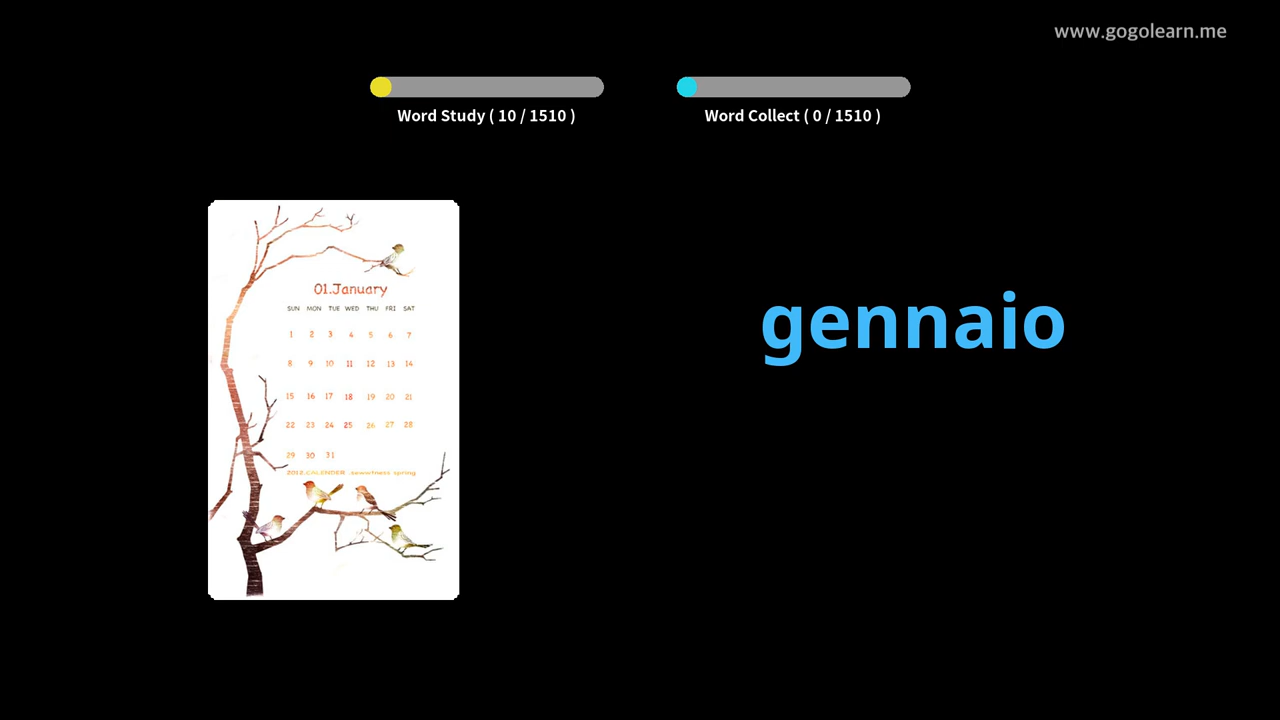 www.gogolearn.me
Word Study ( 10 / 1510 )
Word Collect ( 0 / 1510 )
01.January
SUN MON TUE WED THU FRI SAT
1 2 3 4 5 6 7
8 9 10 11 12 13 14
15 16 17 18 19 20 21
22 23 24 25 26 27 28
29 30 31
CALENDER spring
gennaio